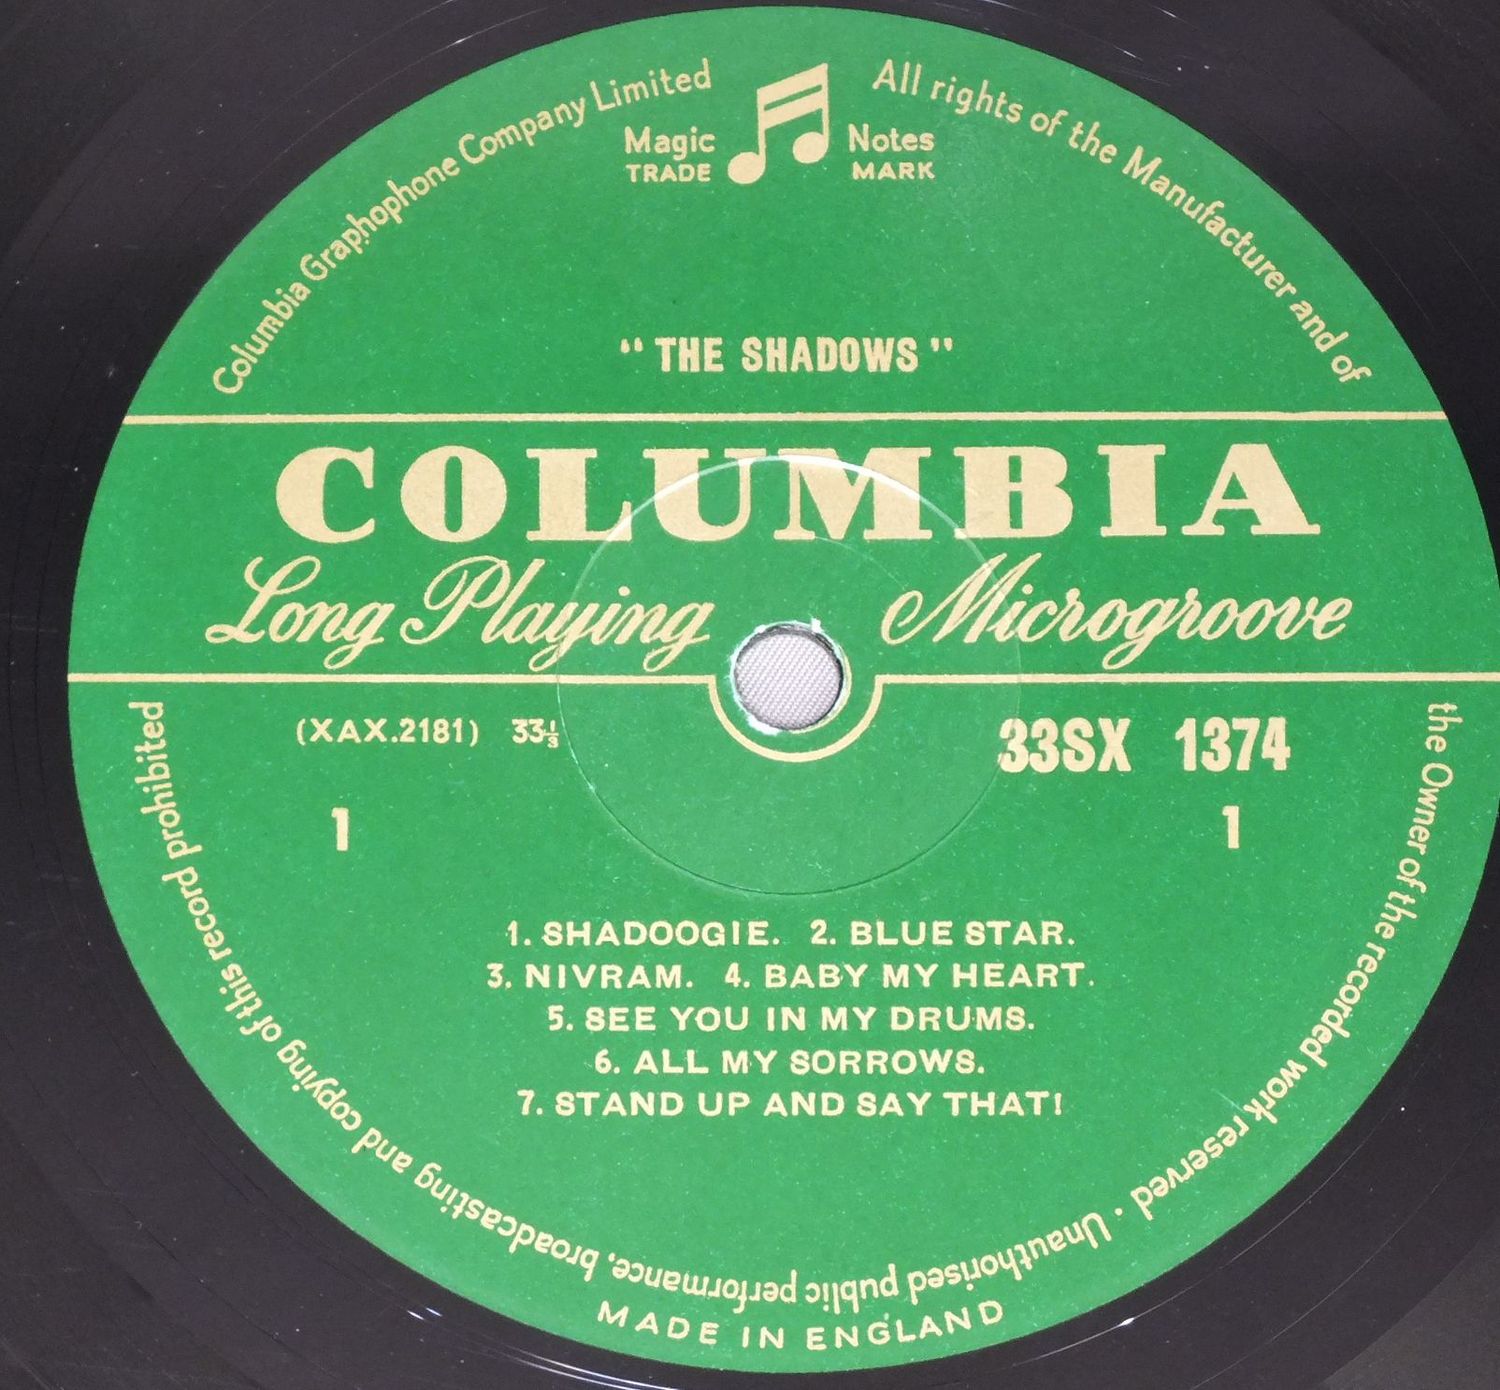 Columbia Graphophone Company Limited
All rights of the Manufacturer and of
the Owner of the recorded work reserved · Unauthorised public performance, broadcasting and copying of this record prohibited
Magic Notes
TRADE MARK
“ THE SHADOWS ”
COLUMBIA
Long Playing Microgroove
(XAX.2181) 33⅓ 33SX 1374
1 1
1. SHADOOGIE. 2. BLUE STAR.
3. NIVRAM. 4. BABY MY HEART.
5. SEE YOU IN MY DRUMS.
6. ALL MY SORROWS.
7. STAND UP AND SAY THAT!
MADE IN ENGLAND